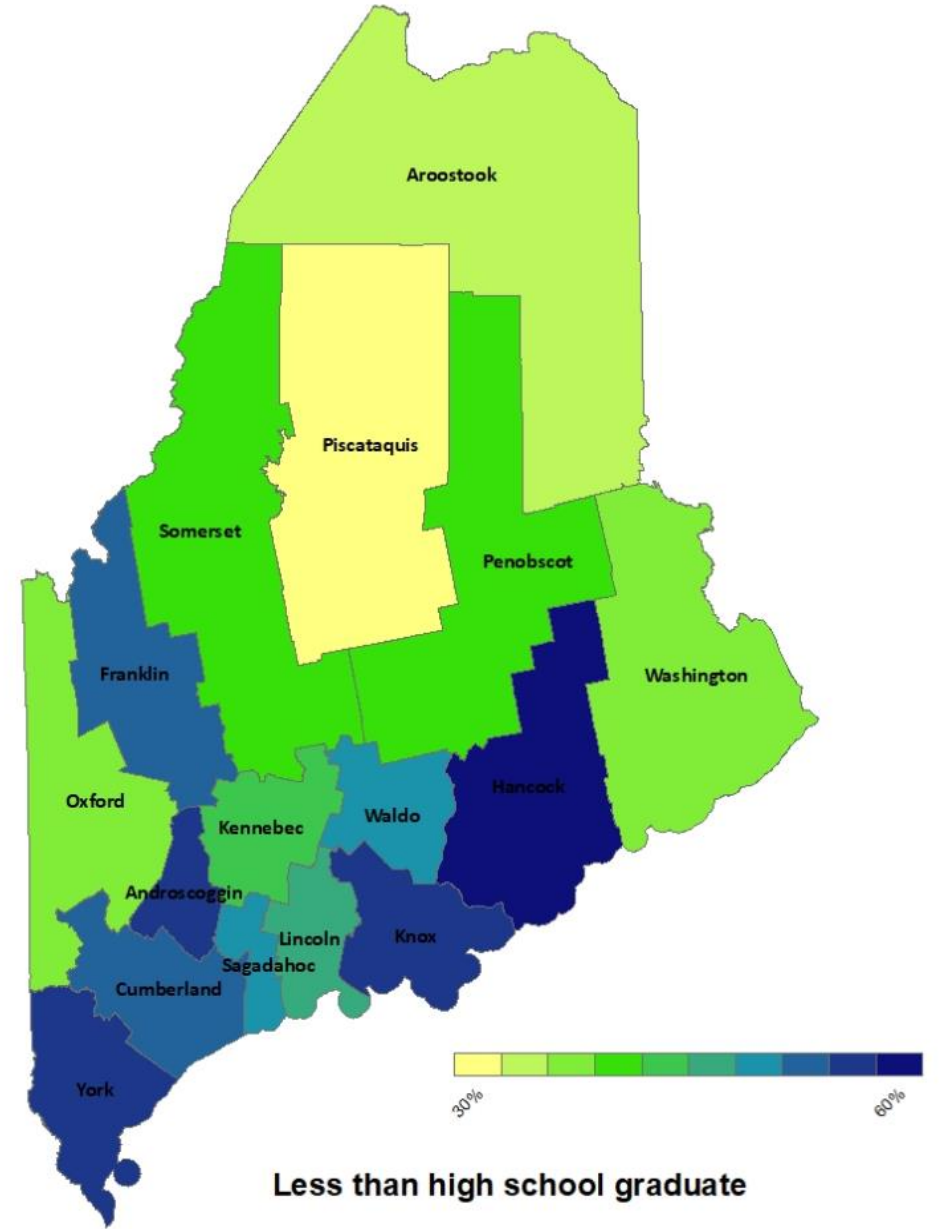 Aroostook
Piscataquis
Somerset
Penobscot
Franklin
Washington
Hancock
Oxford
Waldo
Kennebec
Androscoggin
Knox
Lincoln
Sagadahoc
Cumberland
York
30%
60%
Less than high school graduate